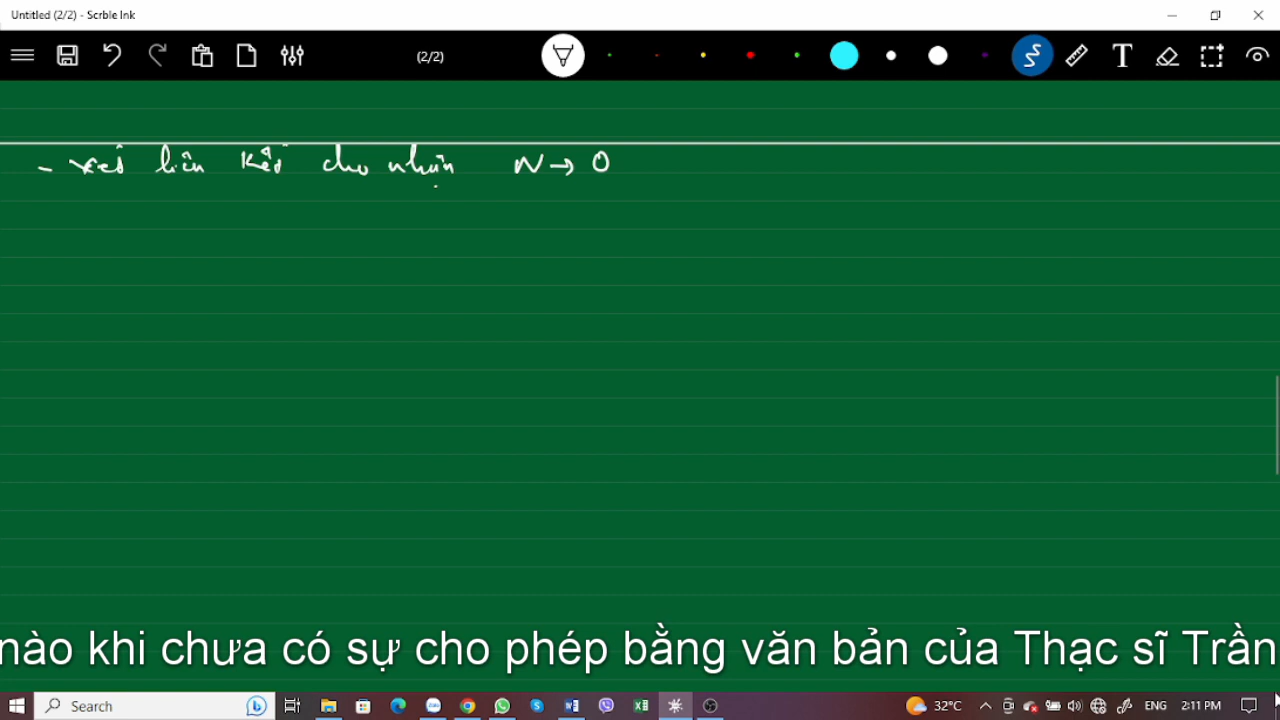 Untitled (2/2) - Scrble Ink
(2/2)
T
- xét liên kết cho nhận N → O
nào khi chưa có sự cho phép bằng văn bản của Thạc sĩ Trần
Search
32°C
ENG
2:11 PM